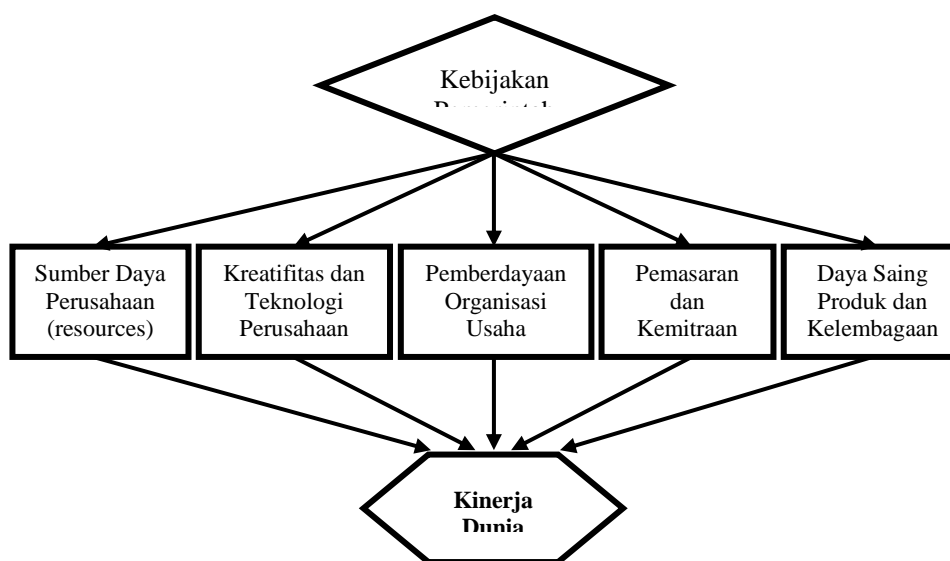 Kebijakan
Sumber Daya
Perusahaan
(resources)
Kreatifitas dan
Teknologi
Perusahaan
Pemberdayaan
Organisasi
Usaha
Pemasaran
dan
Kemitraan
Daya Saing
Produk dan
Kelembagaan
Kinerja
Dunia